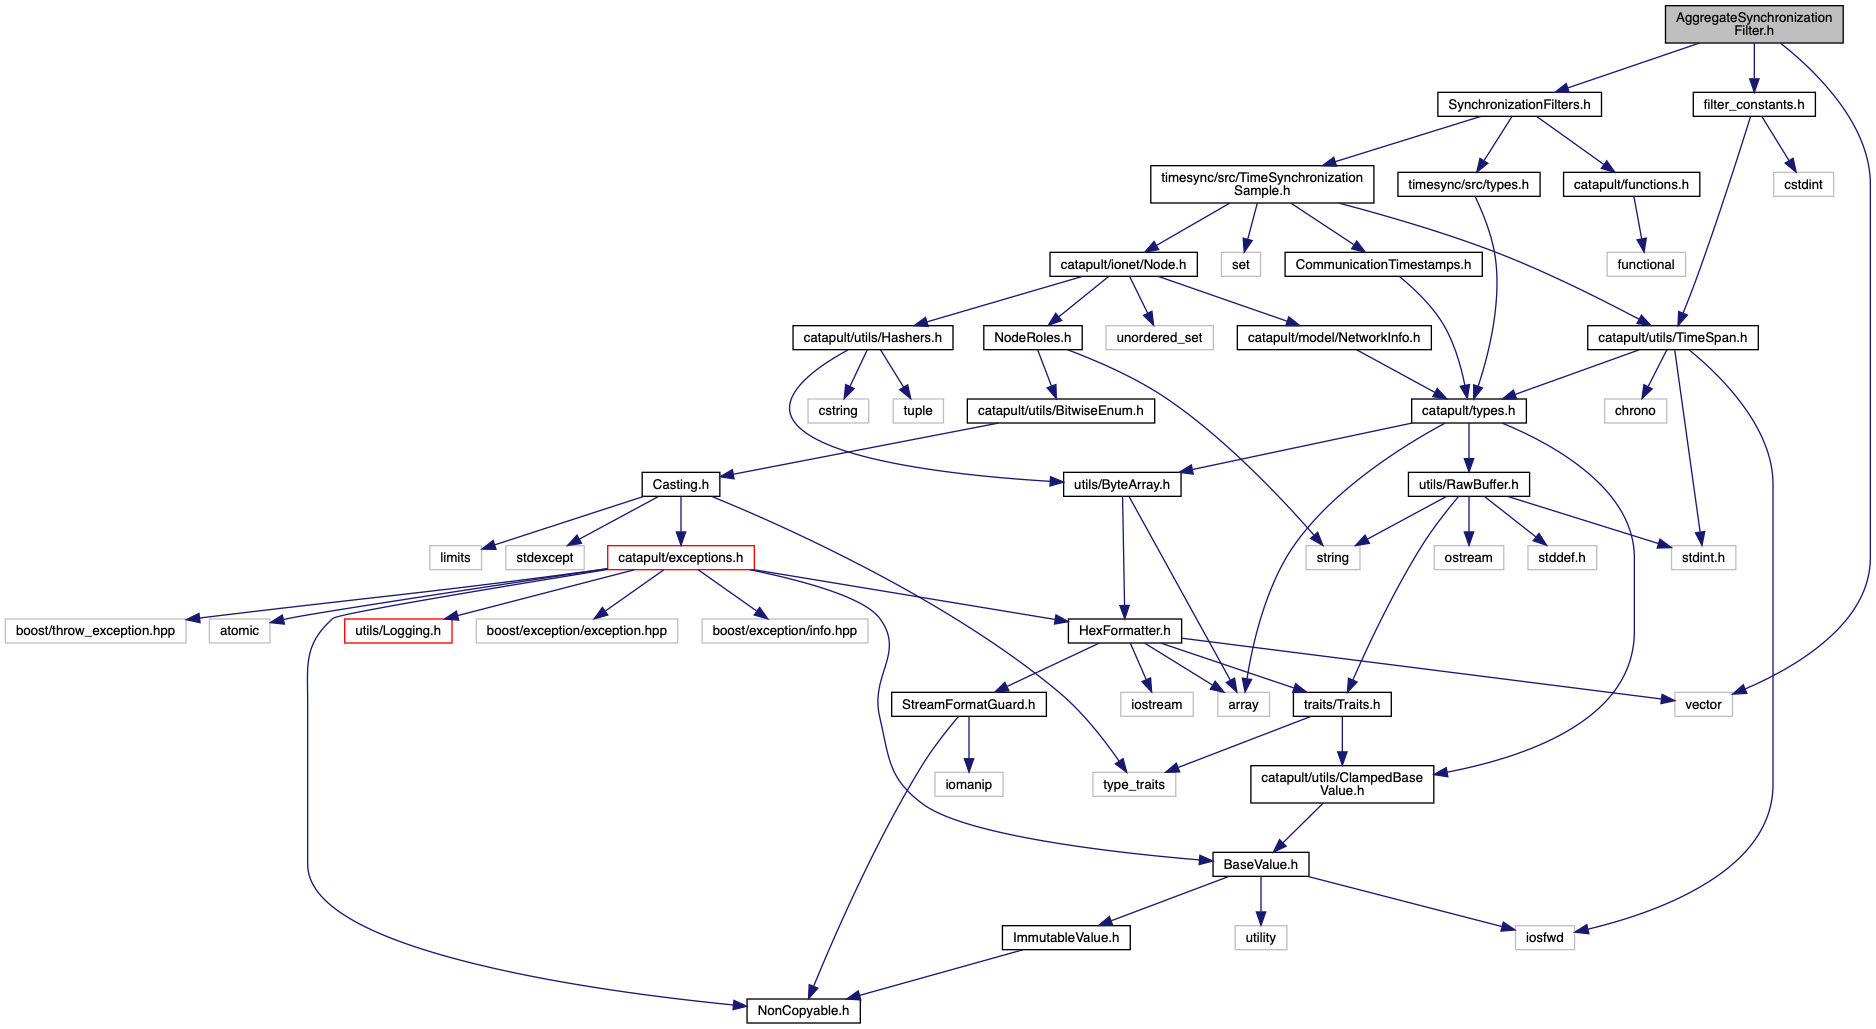 AggregateSynchronization
Filter.h
SynchronizationFilters.h
filter_constants.h
timesync/src/TimeSynchronization
Sample.h
timesync/src/types.h
catapult/functions.h
cstdint
catapult/ionet/Node.h
set
CommunicationTimestamps.h
functional
catapult/utils/Hashers.h
NodeRoles.h
unordered_set
catapult/model/NetworkInfo.h
catapult/utils/TimeSpan.h
cstring
tuple
catapult/utils/BitwiseEnum.h
catapult/types.h
chrono
Casting.h
utils/ByteArray.h
utils/RawBuffer.h
limits
stdexcept
catapult/exceptions.h
string
ostream
stddef.h
stdint.h
boost/throw_exception.hpp
atomic
utils/Logging.h
boost/exception/exception.hpp
boost/exception/info.hpp
HexFormatter.h
StreamFormatGuard.h
iostream
array
traits/Traits.h
vector
iomanip
type_traits
catapult/utils/ClampedBase
Value.h
BaseValue.h
ImmutableValue.h
utility
iosfwd
NonCopyable.h